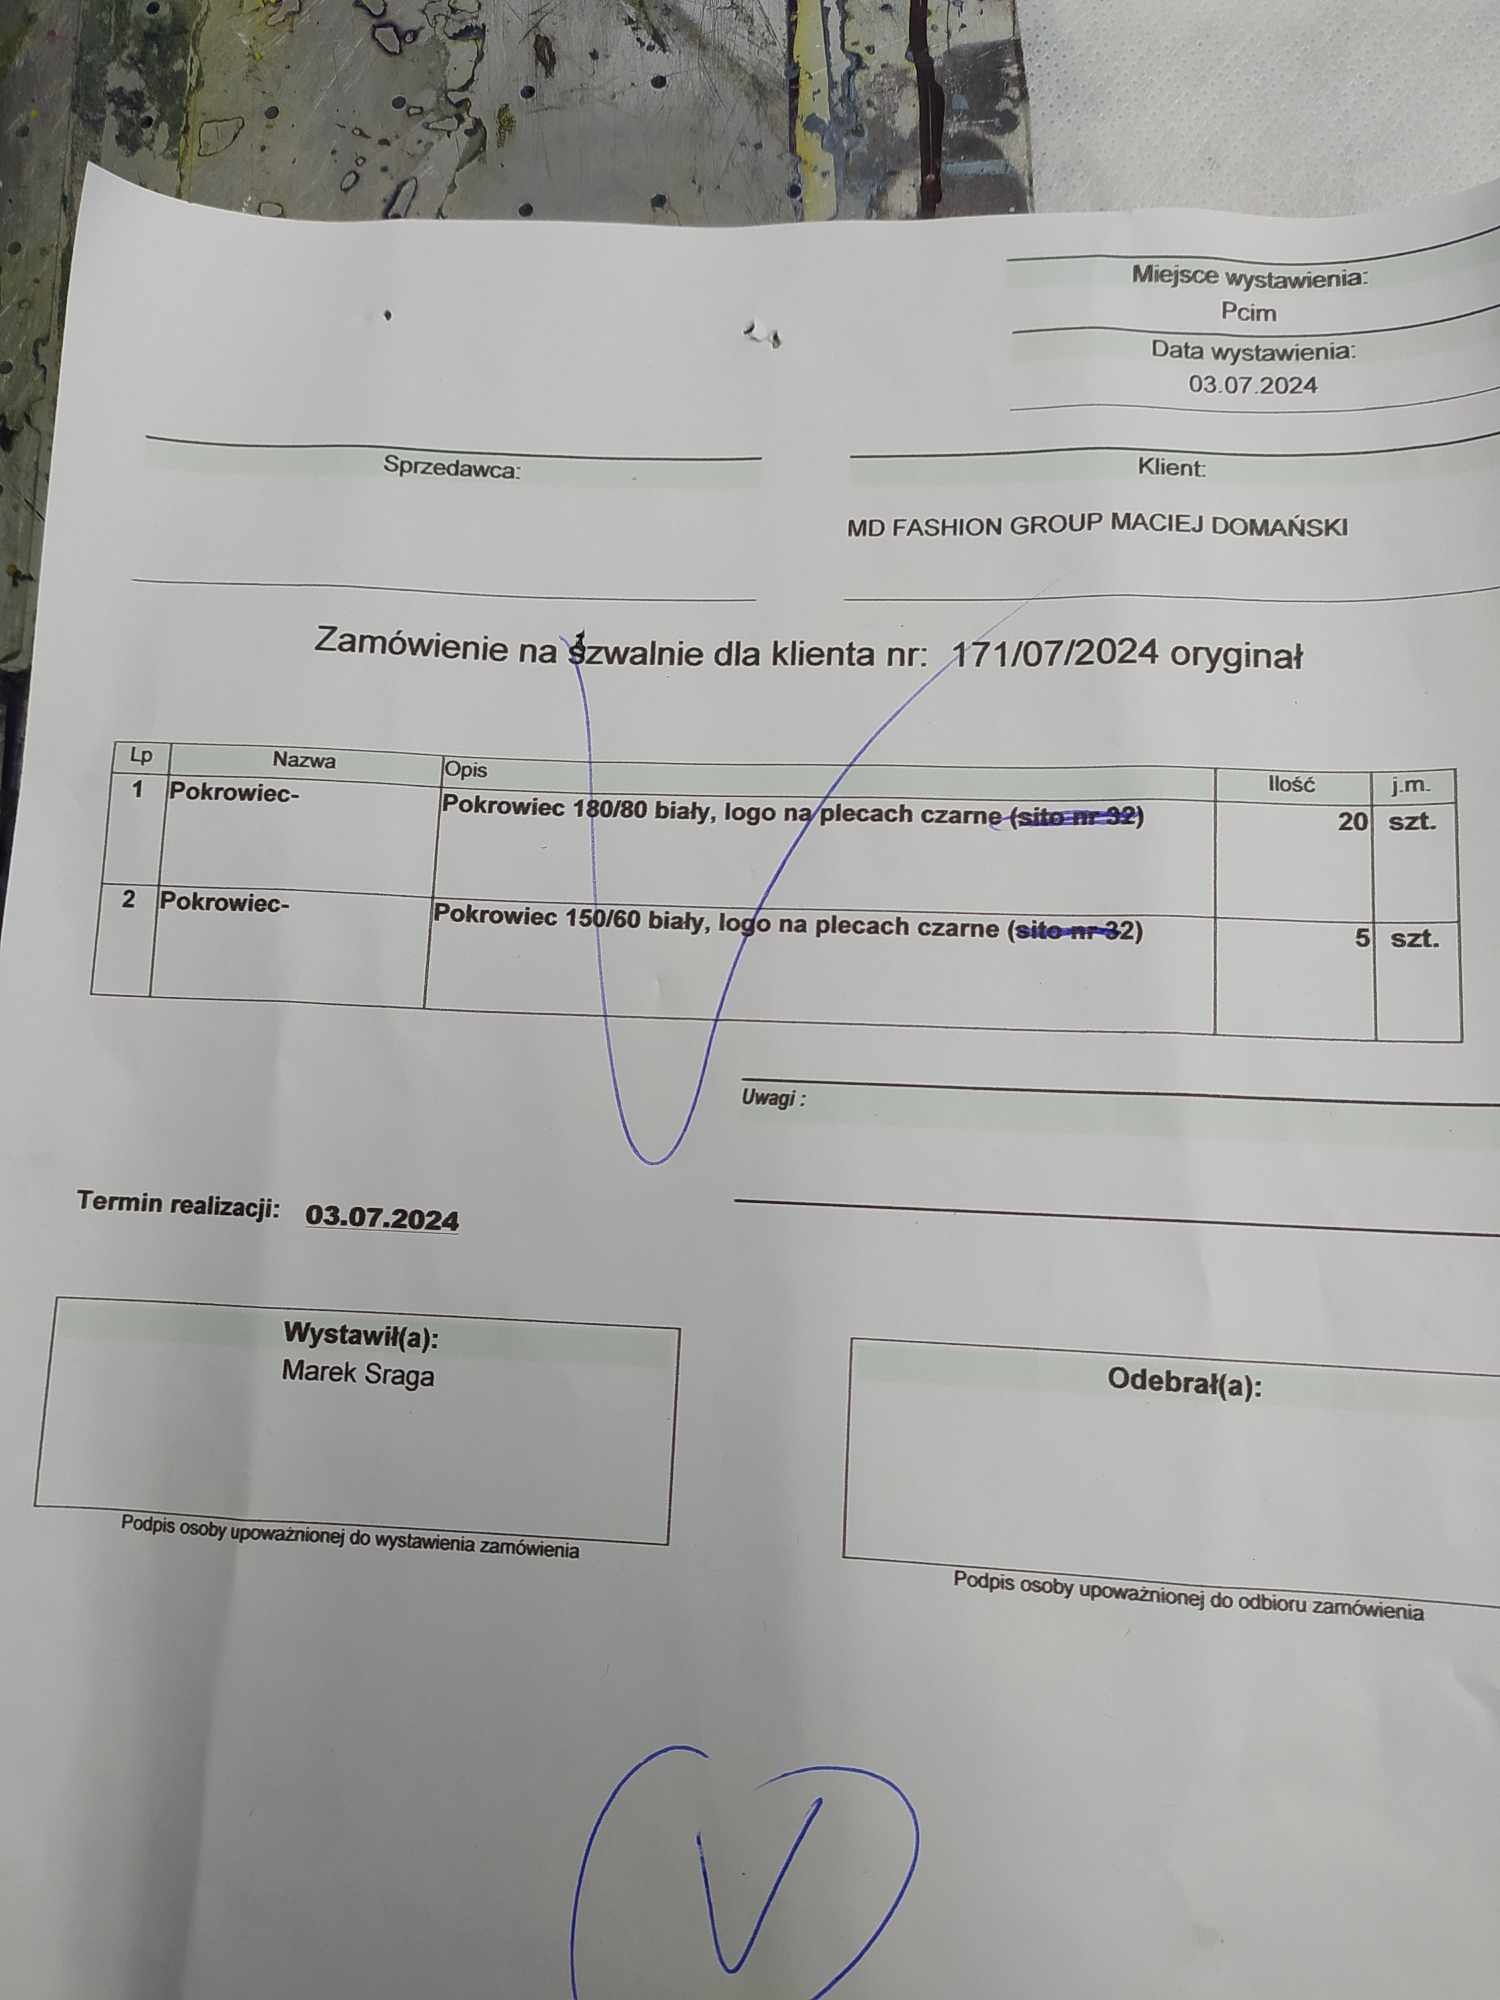 Miejsce wystawienia:
Pcim
Data wystawienia:
03.07.2024
Sprzedawca:
Klient:
MD FASHION GROUP MACIEJ DOMAŃSKI
Zamówienie na szwalnie dla klienta nr: 171/07/2024 oryginał
Lp Nazwa Opis Ilość j.m.
1 Pokrowiec- Pokrowiec 180/80 biały, logo na plecach czarne (sito nr 32) 20 szt.
2 Pokrowiec- Pokrowiec 150/60 biały, logo na plecach czarne (sito nr 32) 5 szt.
Uwagi :
Termin realizacji: 03.07.2024
Wystawił(a):
Marek Sraga
Odebrał(a):
Podpis osoby upoważnionej do wystawienia zamówienia
Podpis osoby upoważnionej do odbioru zamówienia